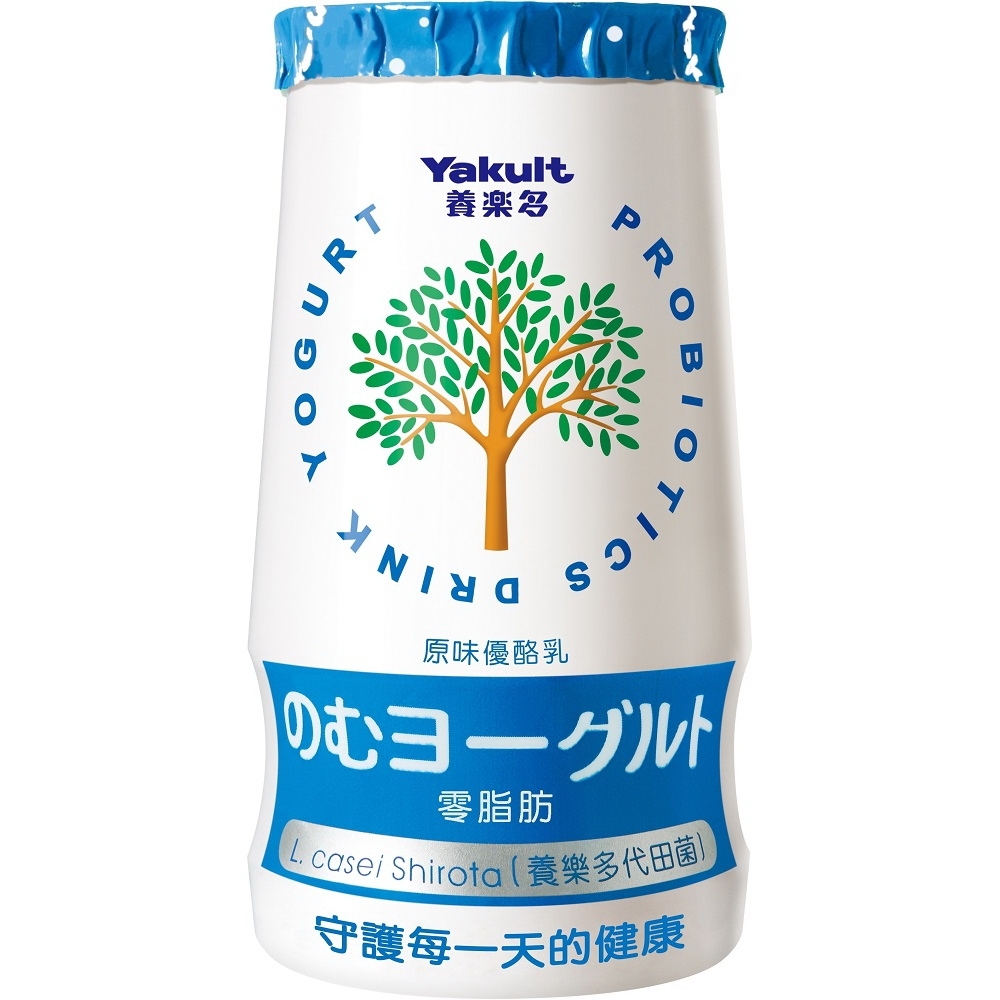 Yakult
養楽多
PROBIOTICS DRINK YOGURT
原味優酪乳
のむヨーグルト
零脂肪
L. casei Shirota(養樂多代田菌)
守護每一天的健康